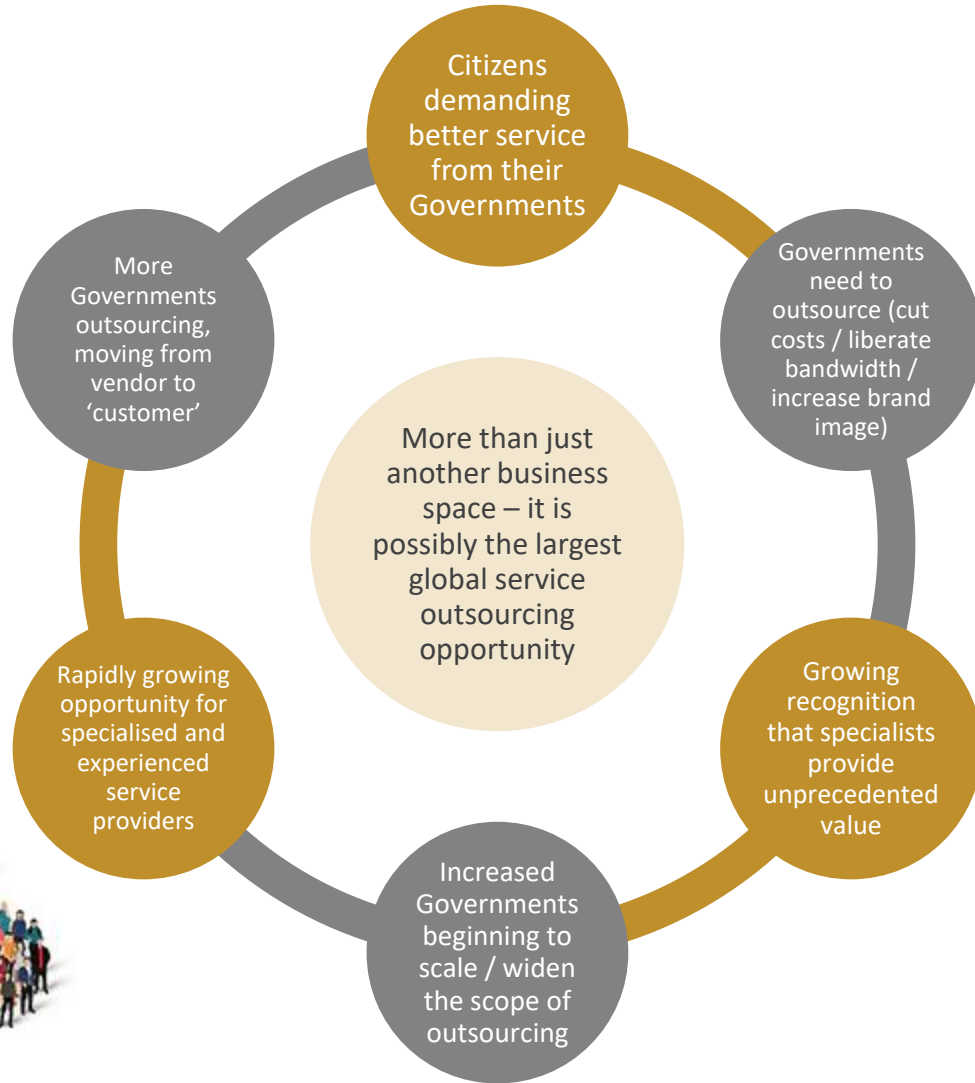 Citizens
demanding
better service
from their
Governments
Governments
need to
outsource (cut
costs / liberate
bandwidth /
increase brand
image)
Growing
recognition
that specialists
provide
unprecedented
value
Increased
Governments
beginning to
scale / widen
the scope of
outsourcing
Rapidly growing
opportunity for
specialised and
experienced
service
providers
More
Governments
outsourcing,
moving from
vendor to
‘customer’
More than just
another business
space – it is
possibly the largest
global service
outsourcing
opportunity